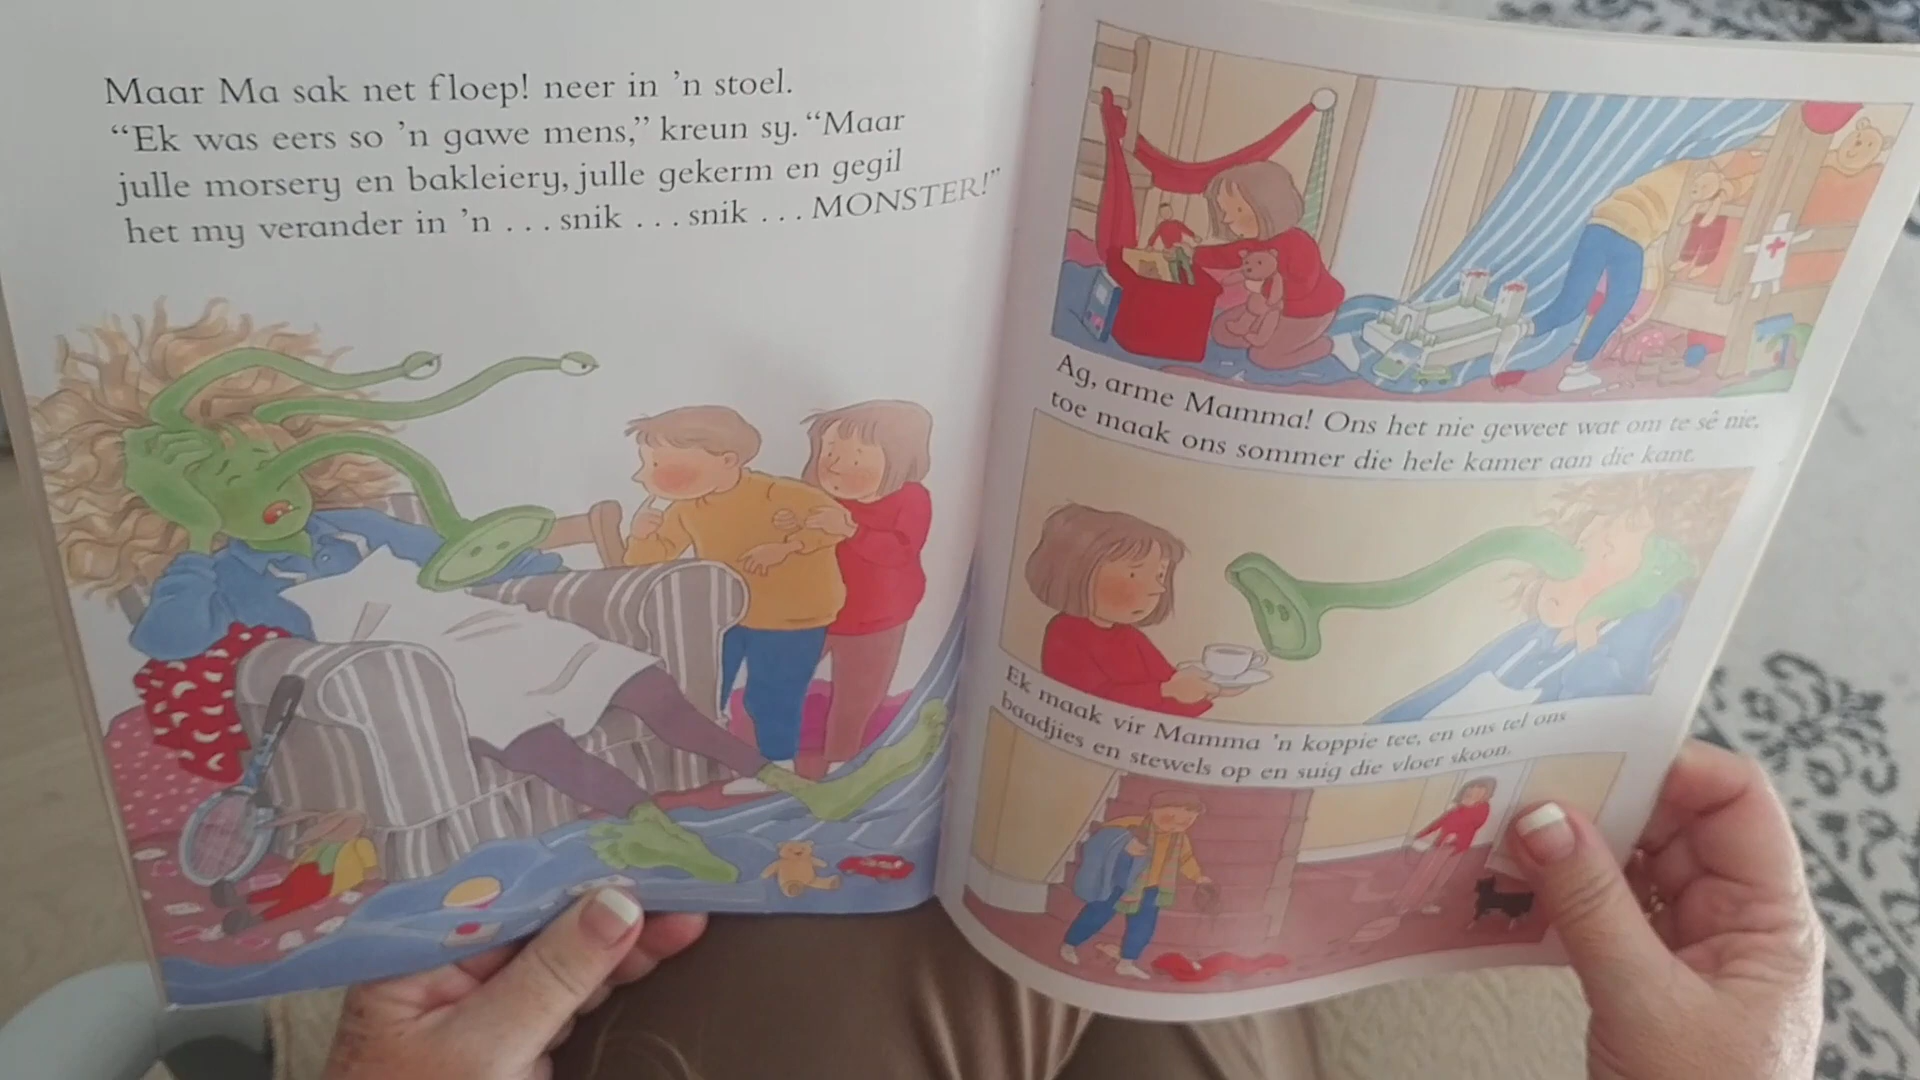 Maar Ma sak net floep! neer in 'n stoel.
“Ek was eers so 'n gawe mens,” kreun sy. “Maar
julle morsery en bakleiery, julle gekerm en gegil
het my verander in 'n . . . snik . . . snik . . . MONSTER!”
Ag, arme Mamma! Ons het nie geweet wat om te sê nie,
toe maak ons sommer die hele kamer aan die kant.
Ek maak vir Mamma 'n koppie tee, en ons tel ons
baadjies en stewels op en suig die vloer skoon.